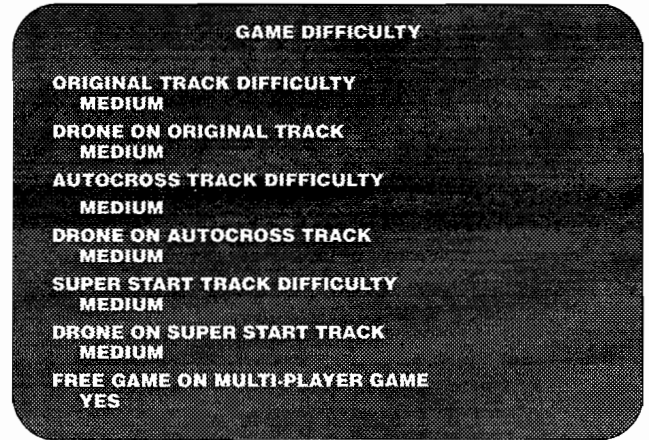 GAME DIFFICULTY
ORIGINAL TRACK DIFFICULTY
MEDIUM
DRONE ON ORIGINAL TRACK
MEDIUM
AUTOCROSS TRACK DIFFICULTY
MEDIUM
DRONE ON AUTOCROSS TRACK
MEDIUM
SUPER START TRACK DIFFICULTY
MEDIUM
DRONE ON SUPER START TRACK
MEDIUM
FREE GAME ON MULTI-PLAYER GAME
YES